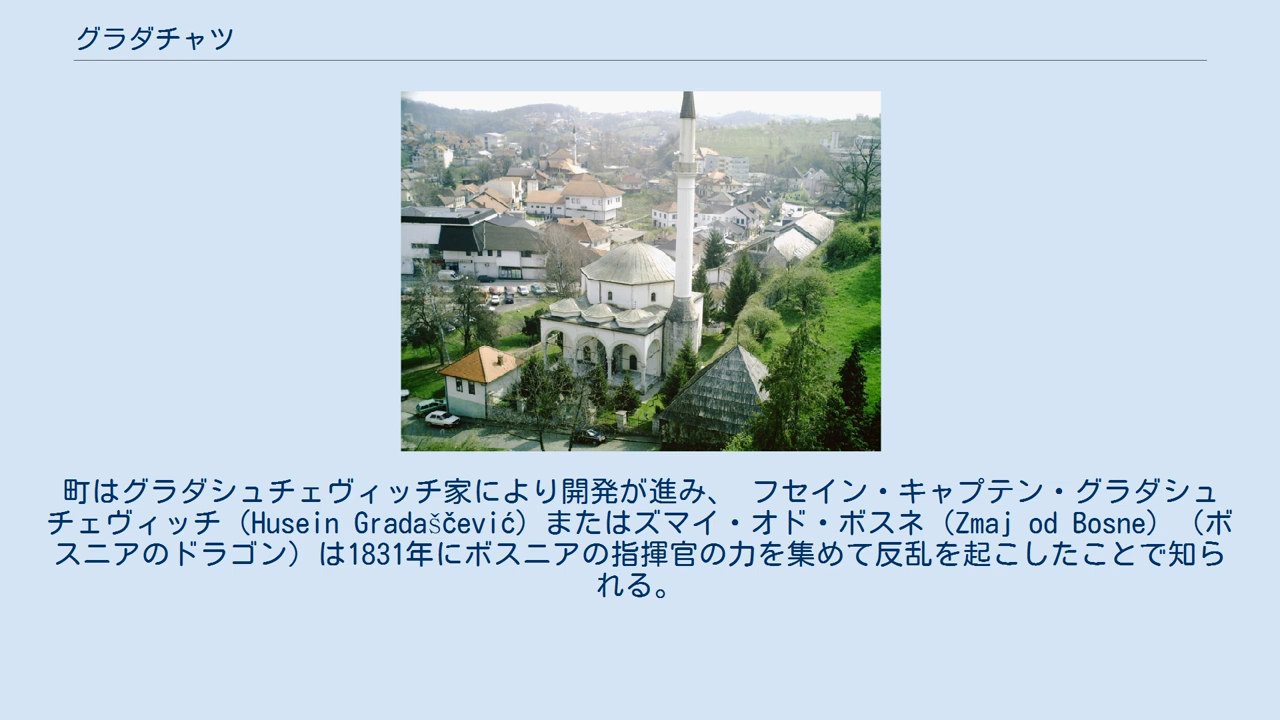 グラダチャツ
町はグラダシュチェヴィッチ家により開発が進み、 フセイン・キャプテン・グラダシュ
チェヴィッチ（Husein Gradaščević）またはズマイ・オド・ボスネ（Zmaj od Bosne）（ボ
スニアのドラゴン）は1831年にボスニアの指揮官の力を集めて反乱を起こしたことで知ら
れる。